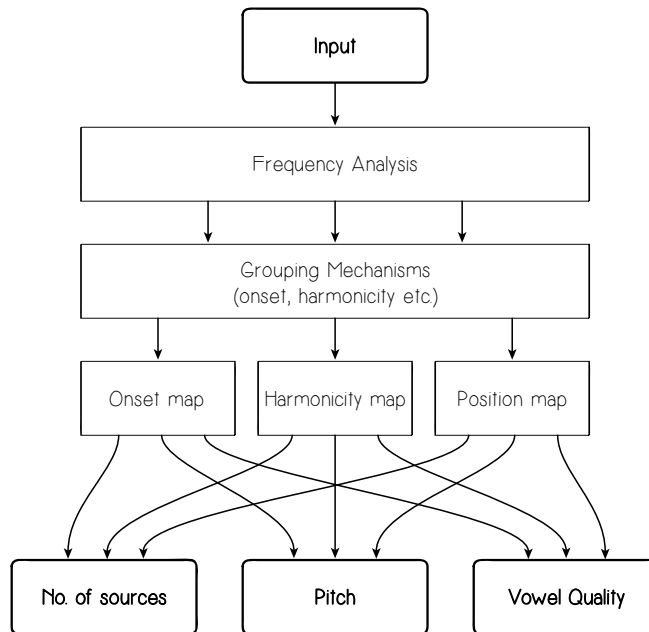 Input
Frequency Analysis
Grouping Mechanisms
(onset, harmonicity etc.)
Onset map
Harmonicity map
Position map
No. of sources
Pitch
Vowel Quality